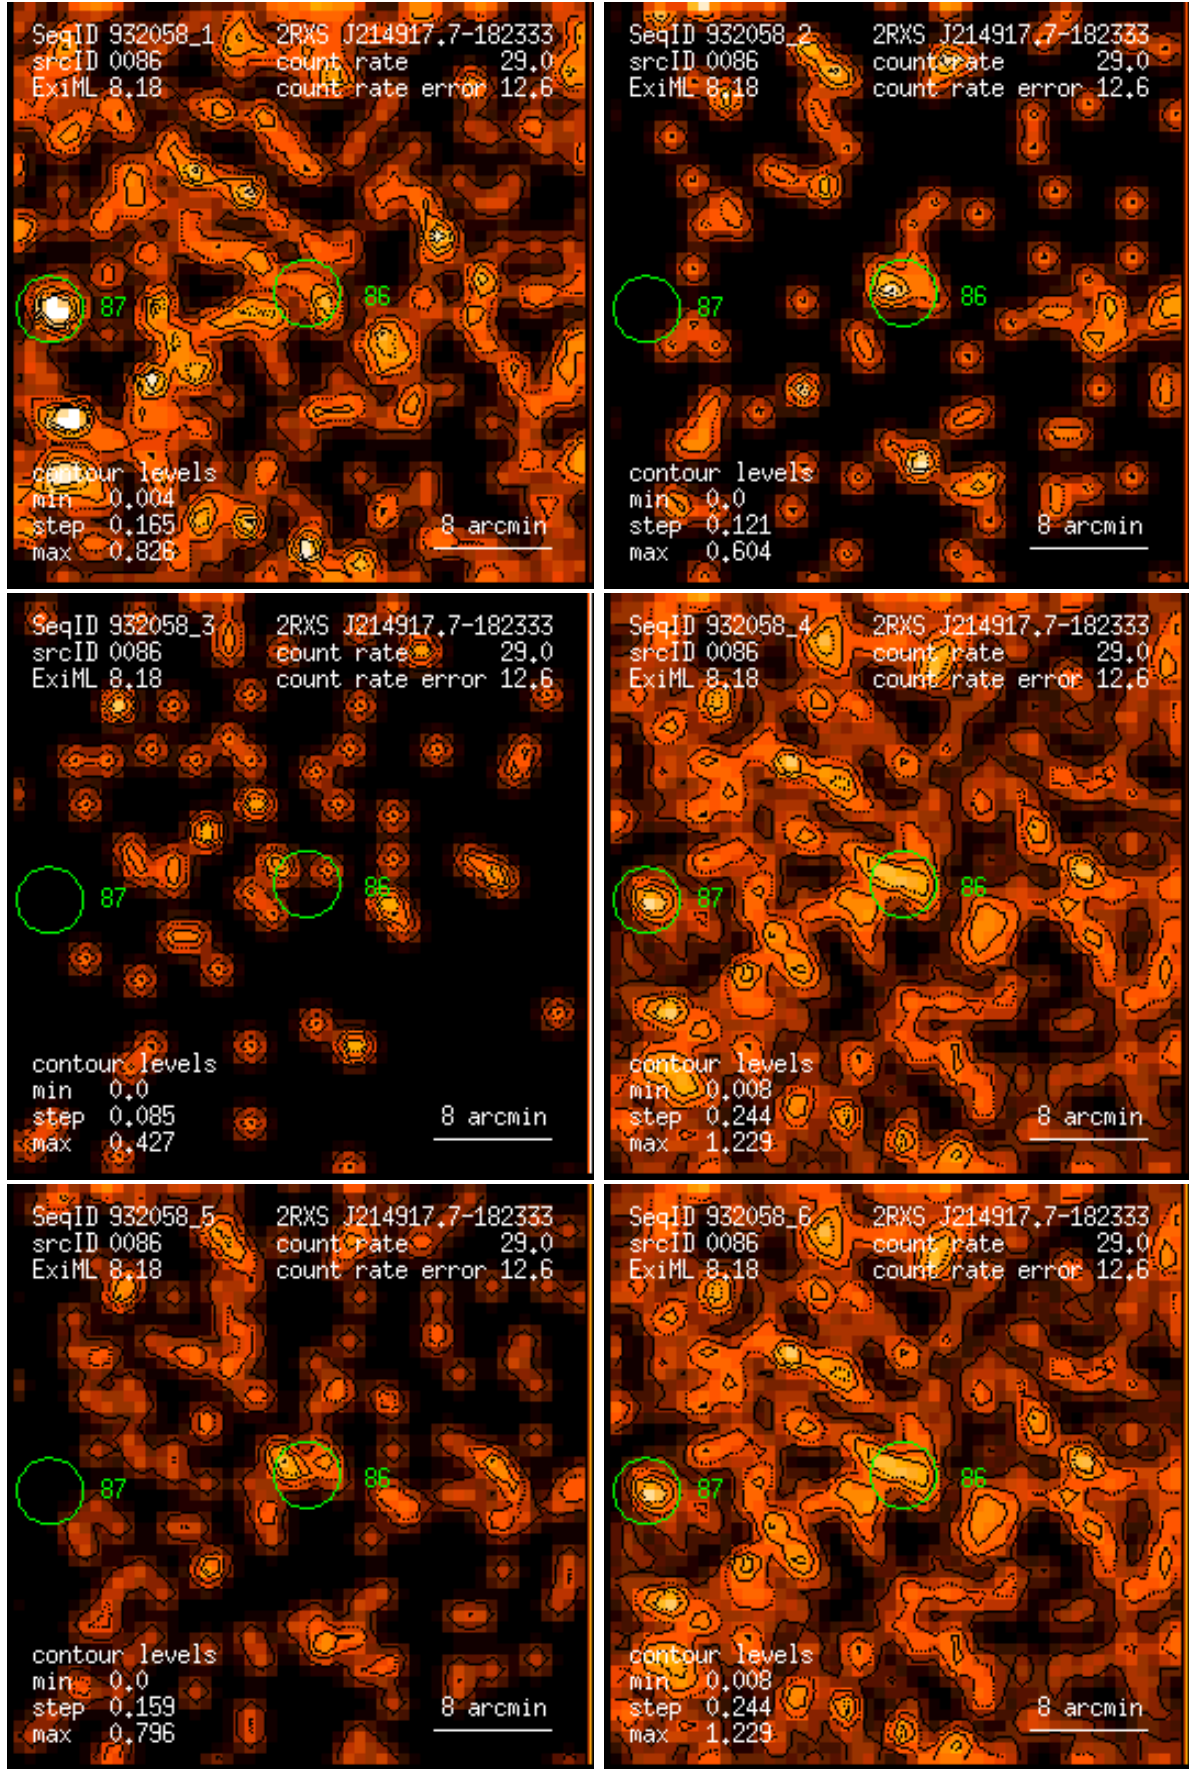 SeqID 932058_1 2RXS J214917.7-182333
srcID 0086 count rate 29.0
ExiML 8.18 count rate error 12.6
87
86
contour levels
min 0.004
step 0.165
max 0.826
8 arcmin
SeqID 932058_2 2RXS J214917.7-182333
srcID 0086 count rate 29.0
ExiML 8.18 count rate error 12.6
87
86
contour levels
min 0.0
step 0.121
max 0.604
8 arcmin
SeqID 932058_3 2RXS J214917.7-182333
srcID 0086 count rate 29.0
ExiML 8.18 count rate error 12.6
87
86
contour levels
min 0.0
step 0.085
max 0.427
8 arcmin
SeqID 932058_4 2RXS J214917.7-182333
srcID 0086 count rate 29.0
ExiML 8.18 count rate error 12.6
87
86
contour levels
min 0.008
step 0.244
max 1.229
8 arcmin
SeqID 932058_5 2RXS J214917.7-182333
srcID 0086 count rate 29.0
ExiML 8.18 count rate error 12.6
87
86
contour levels
min 0.0
step 0.159
max 0.796
8 arcmin
SeqID 932058_6 2RXS J214917.7-182333
srcID 0086 count rate 29.0
ExiML 8.18 count rate error 12.6
87
86
contour levels
min 0.008
step 0.244
max 1.229
8 arcmin